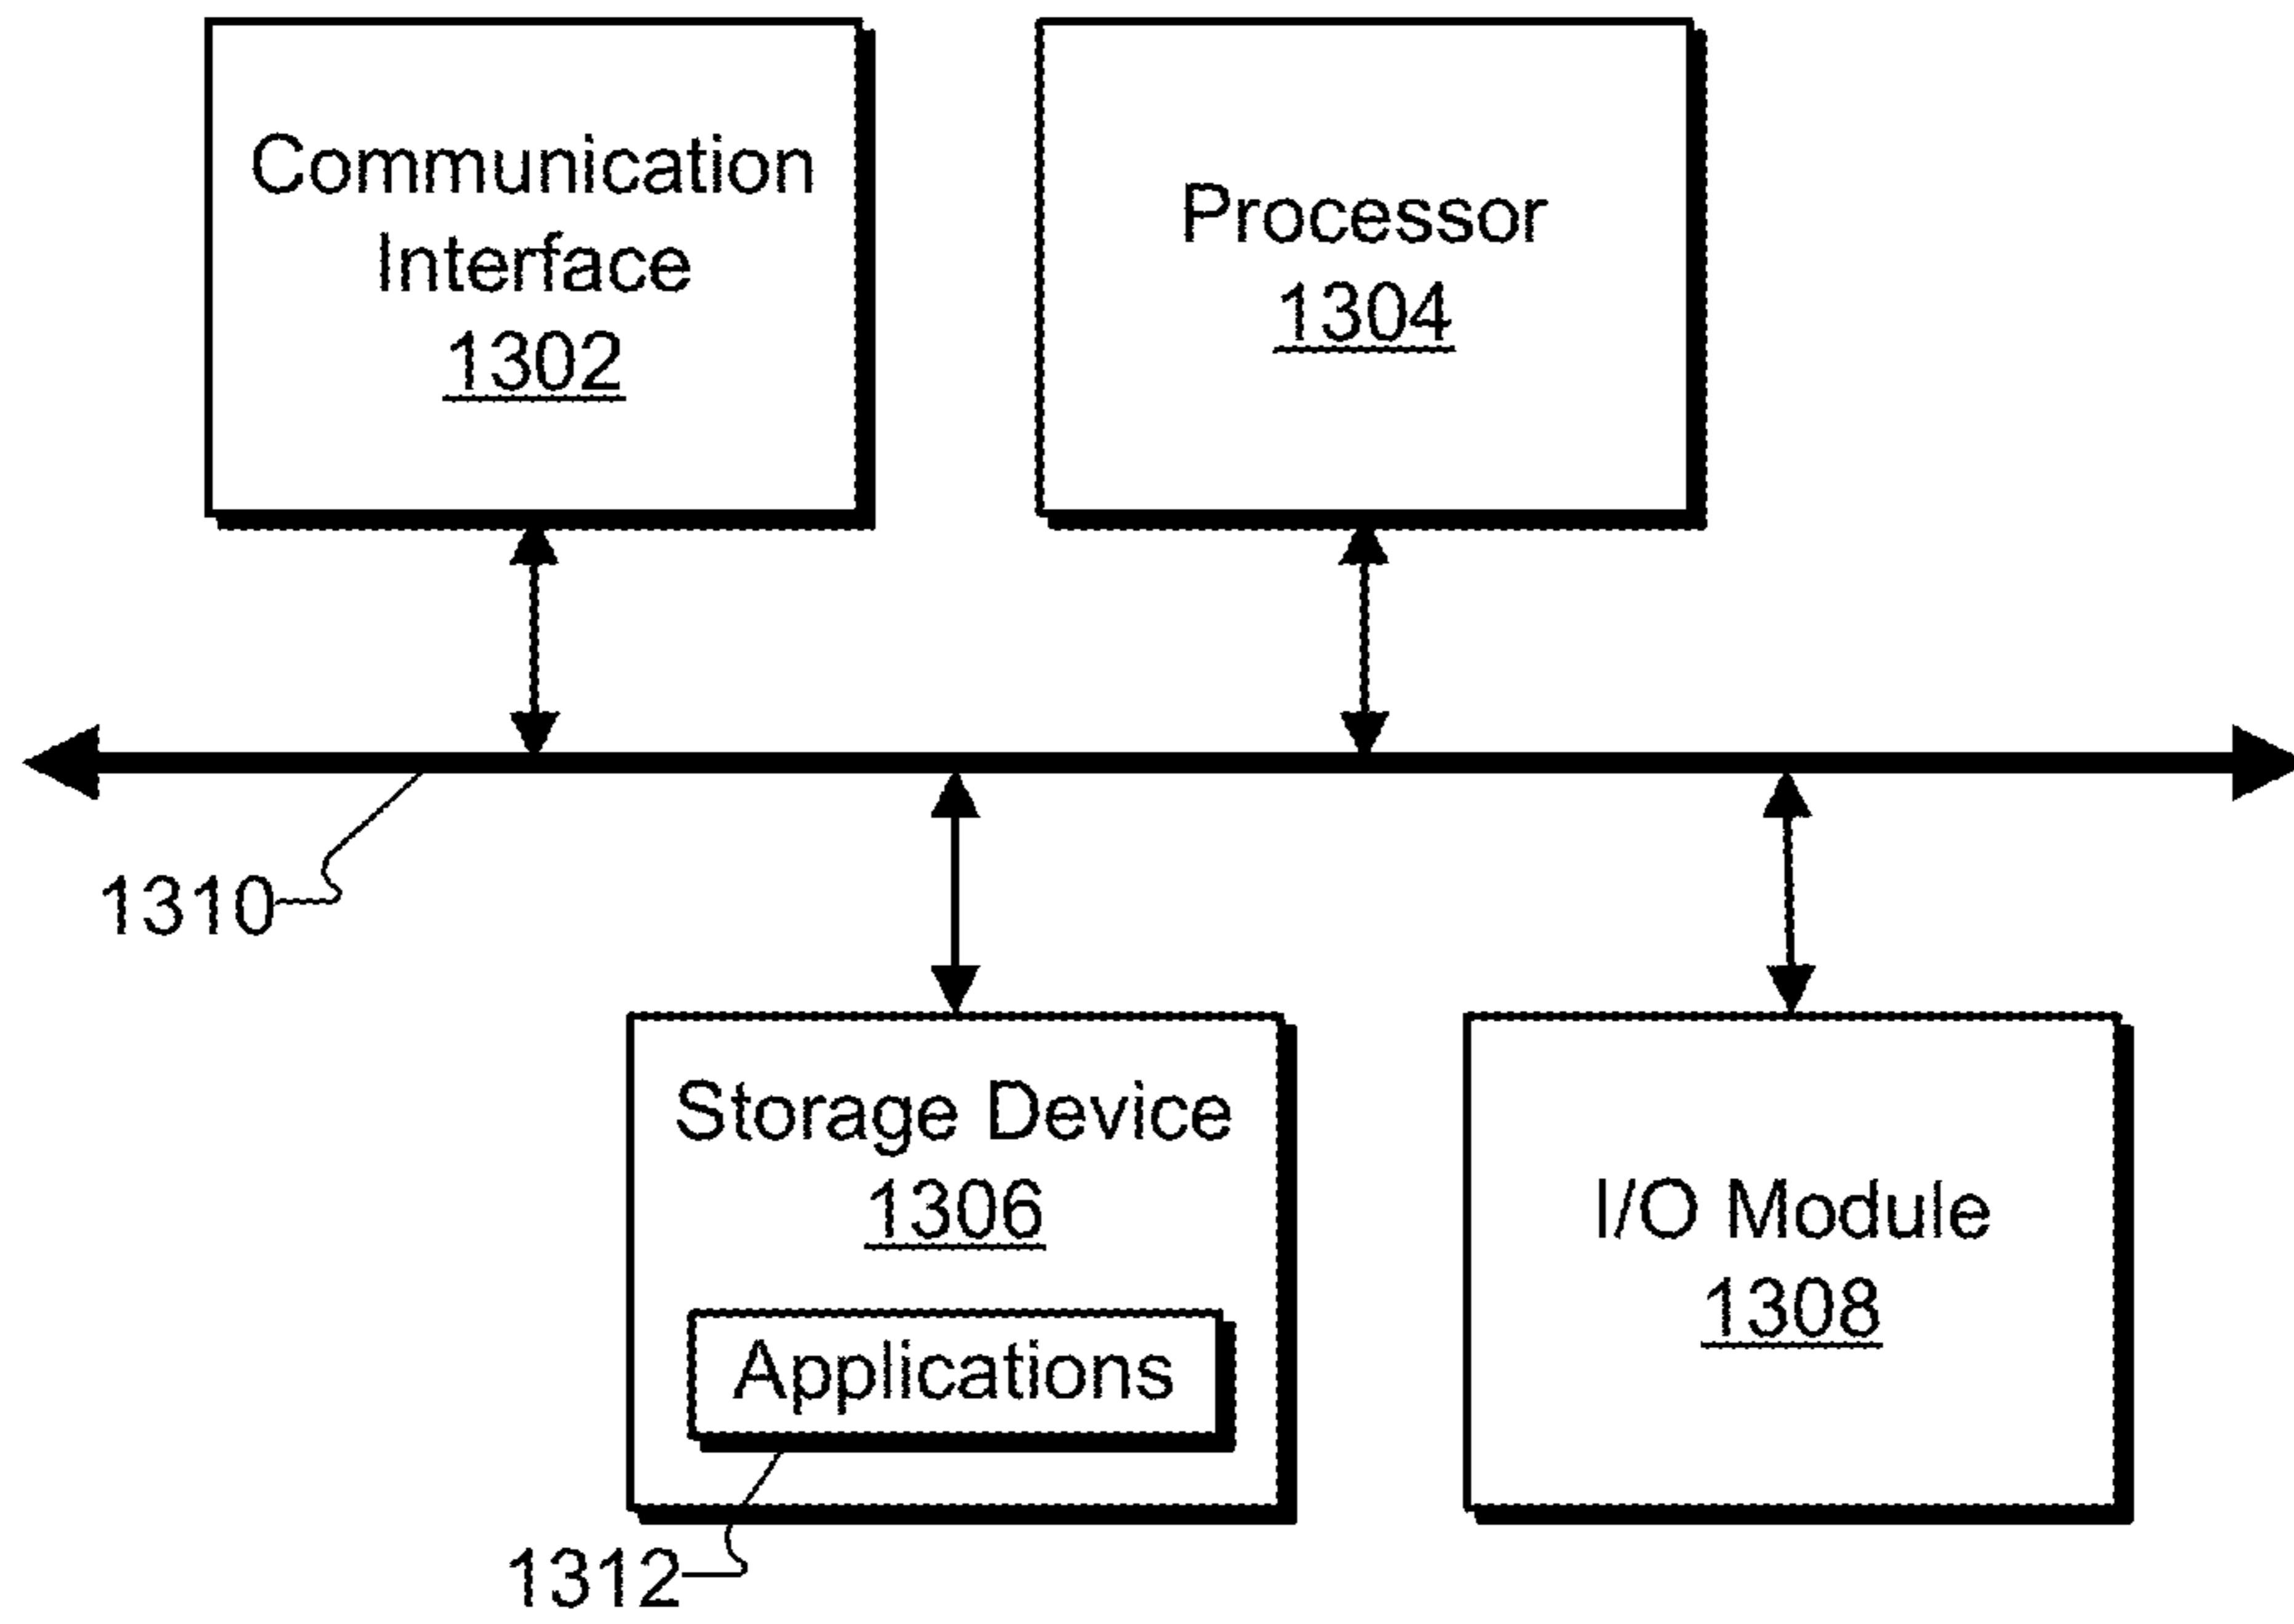 Communication
Interface
1302
Processor
1304
1310
Storage Device
1306
Applications
1312
I/O Module
1308